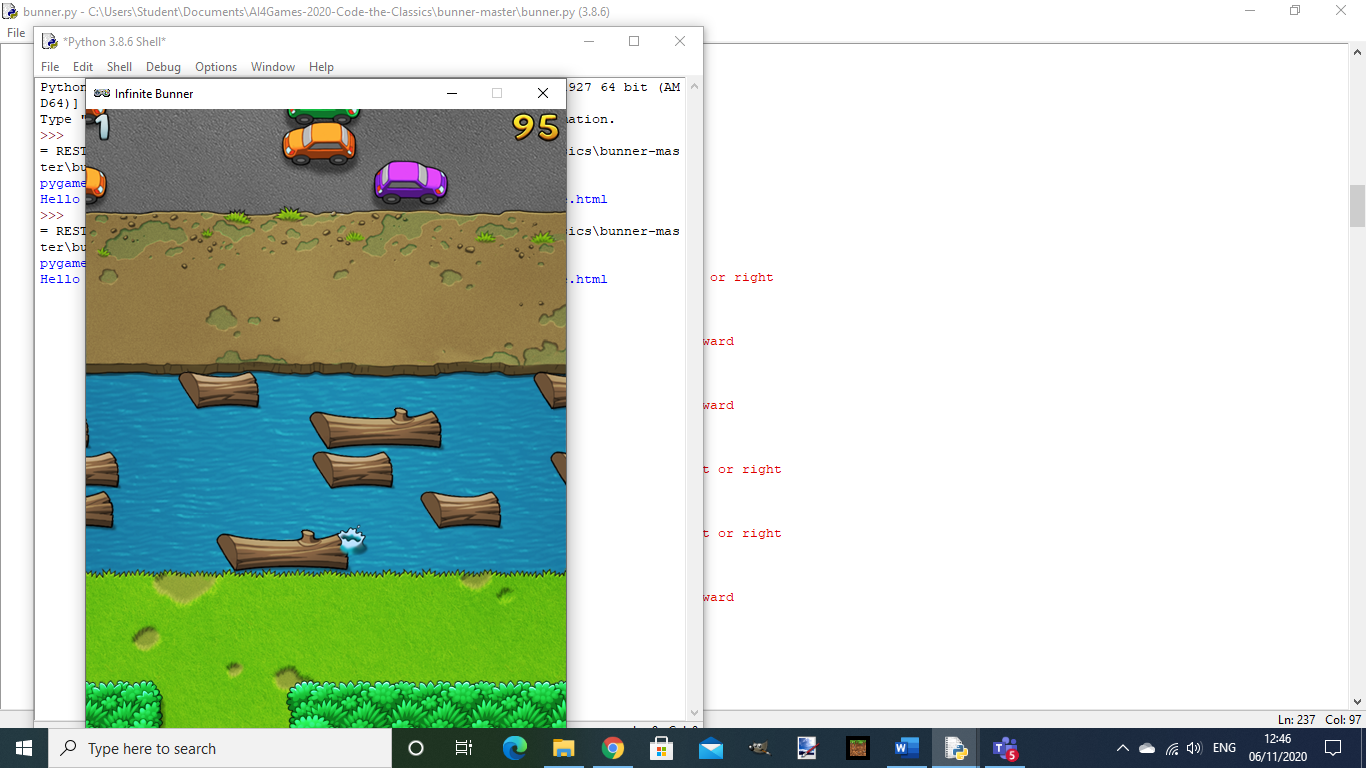 bunner.py - C:\Users\Student\Documents\AI4Games-2020-Code-the-Classics\bunner-master\bunner.py (3.8.6)
File
*Python 3.8.6 Shell*
File Edit Shell Debug Options Window Help
Infinite Bunner
Python 927 64 bit (AM
D64)]
Type " ation.
>>>
= REST ics\bunner-mas
ter\bu
pygame
Hello .html
>>>
= REST ics\bunner-mas
ter\bu
pygame
Hello .html
1
95
or right
ward
ward
t or right
t or right
ward
Ln: 237 Col: 97
Type here to search
5
ENG
12:46
06/11/2020